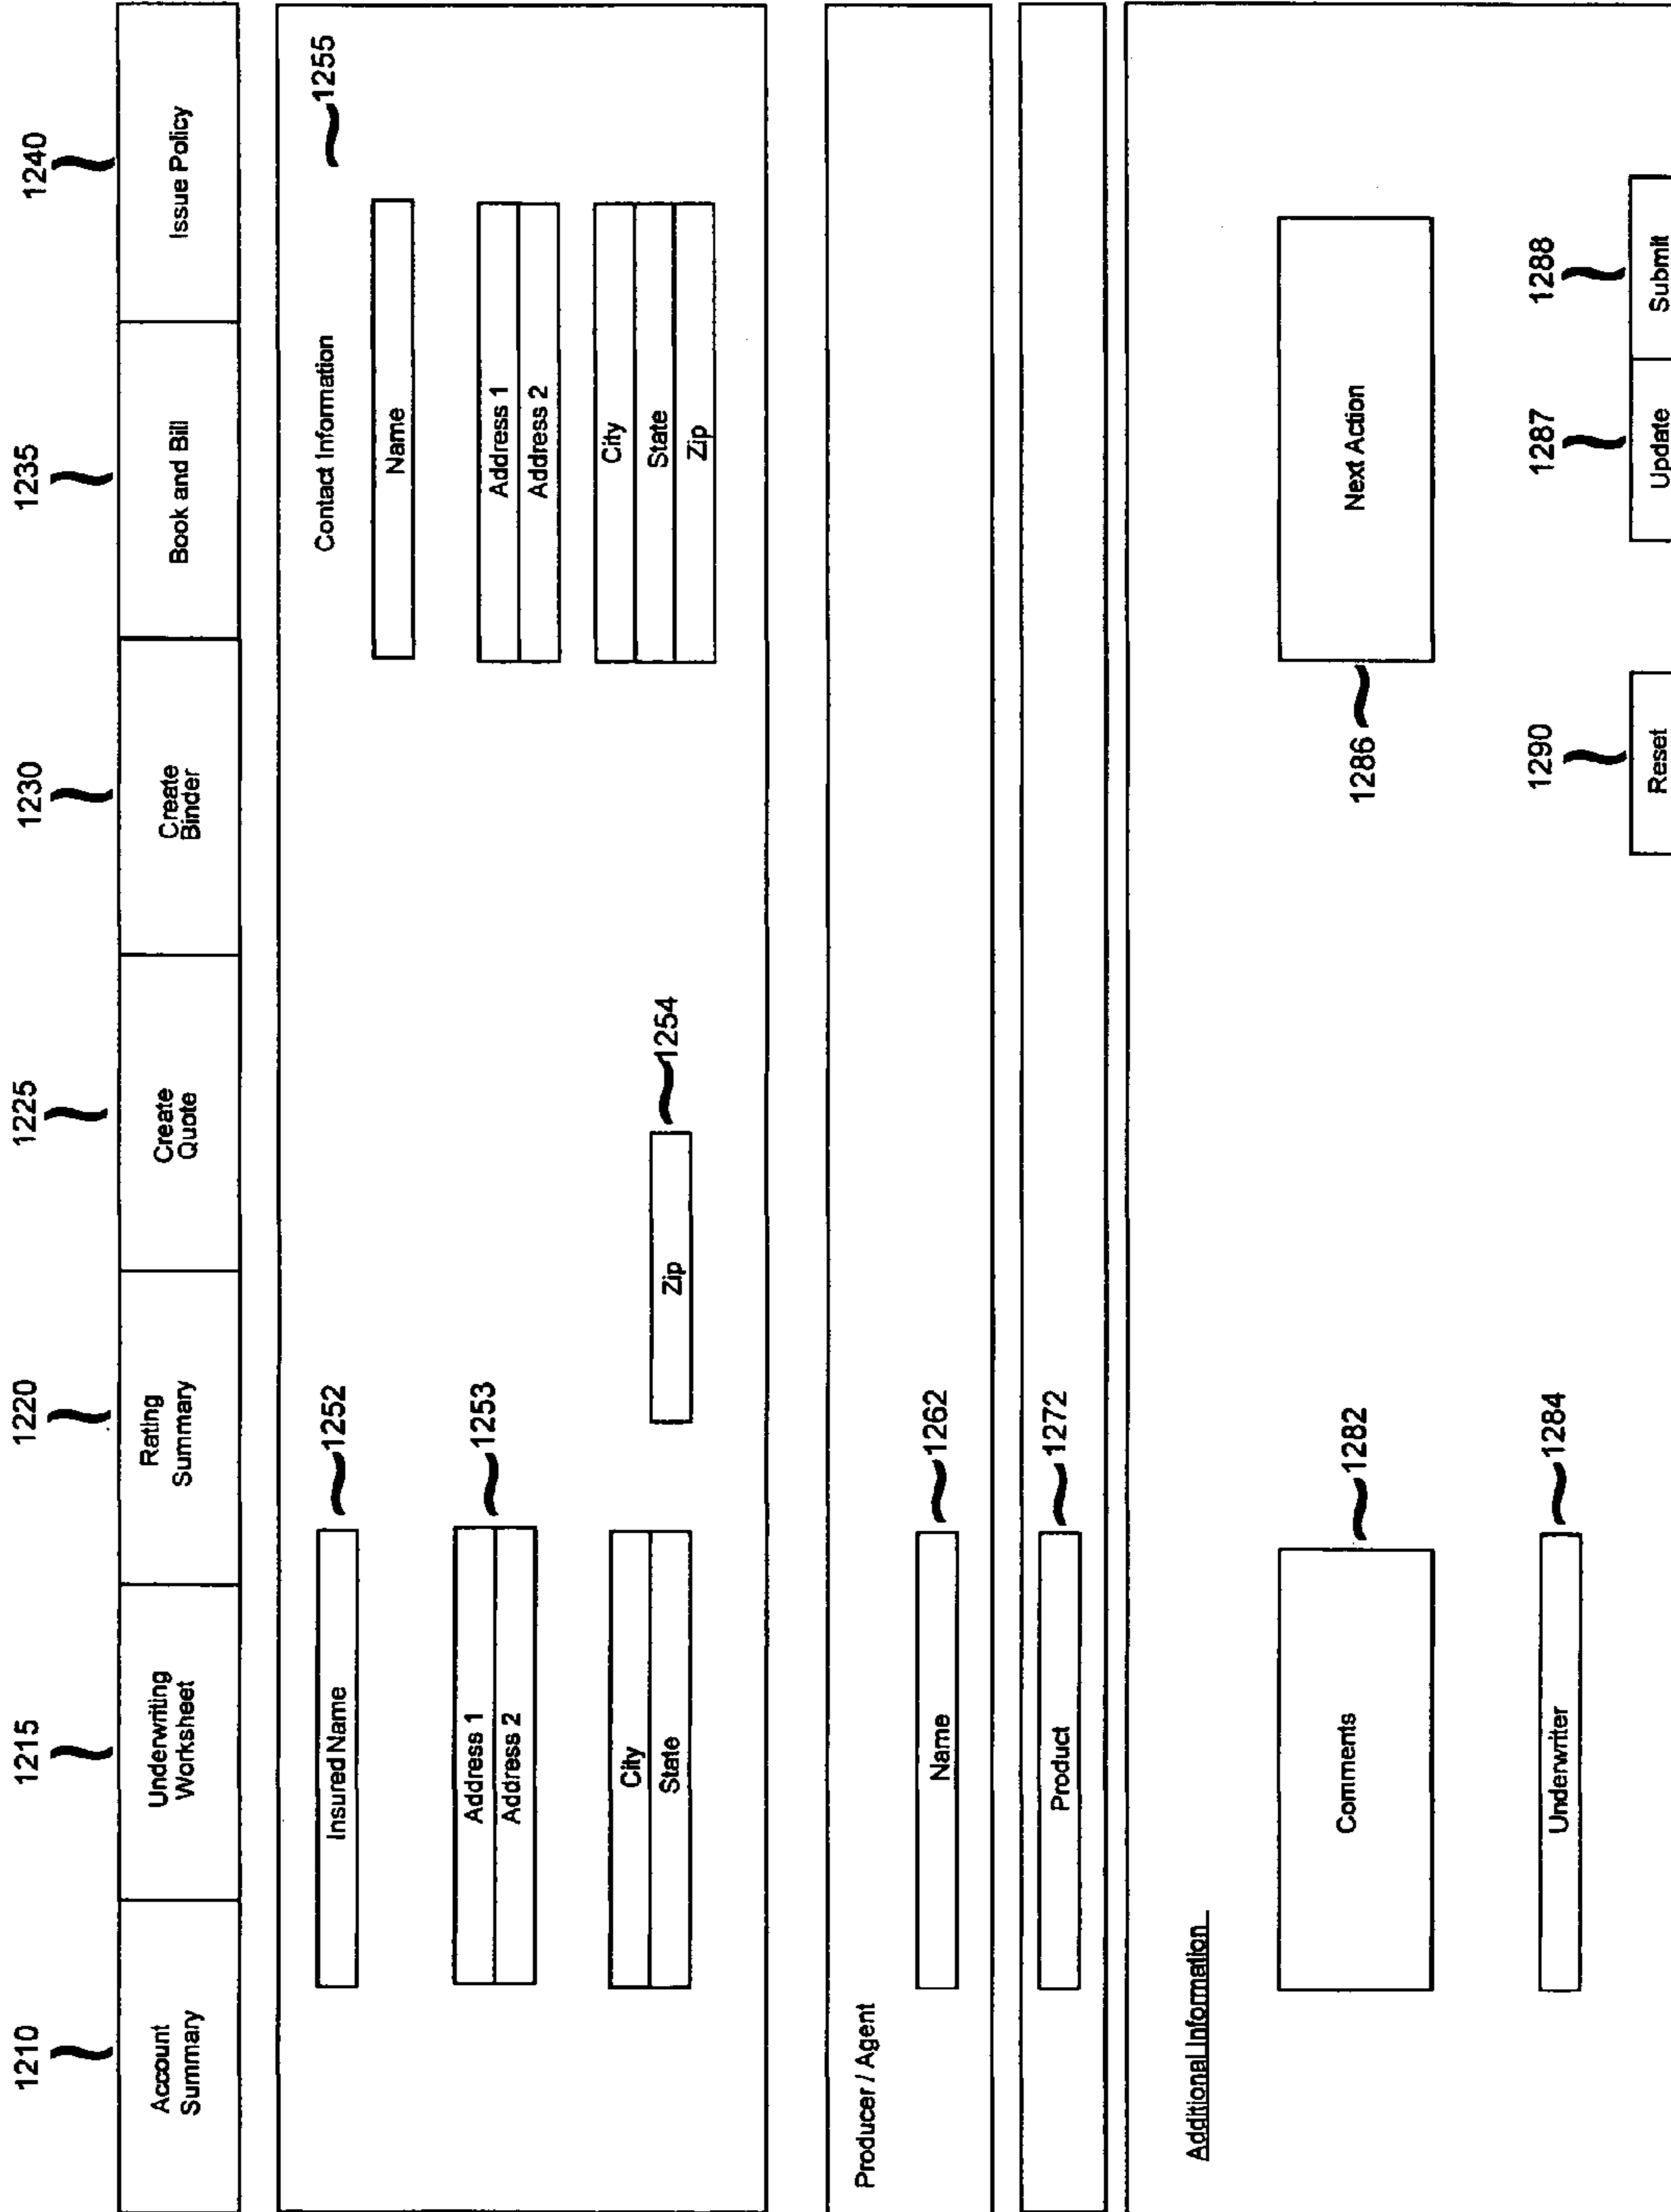 1210
1215
1220
1225
1230
1235
1240
Account
Summary
Underwriting
Worksheet
Rating
Summary
Create
Quote
Create
Binder
Book and Bill
Issue Policy
Insured Name
1252
Address 1
Address 2
1253
City
State
Zip
1254
Contact Information
1255
Name
Address 1
Address 2
City
State
Zip
Producer / Agent
Name
1262
Product
1272
Additional Information
Comments
1282
Underwriter
1284
1286
Next Action
1290
1287
1288
Reset
Update
Submit